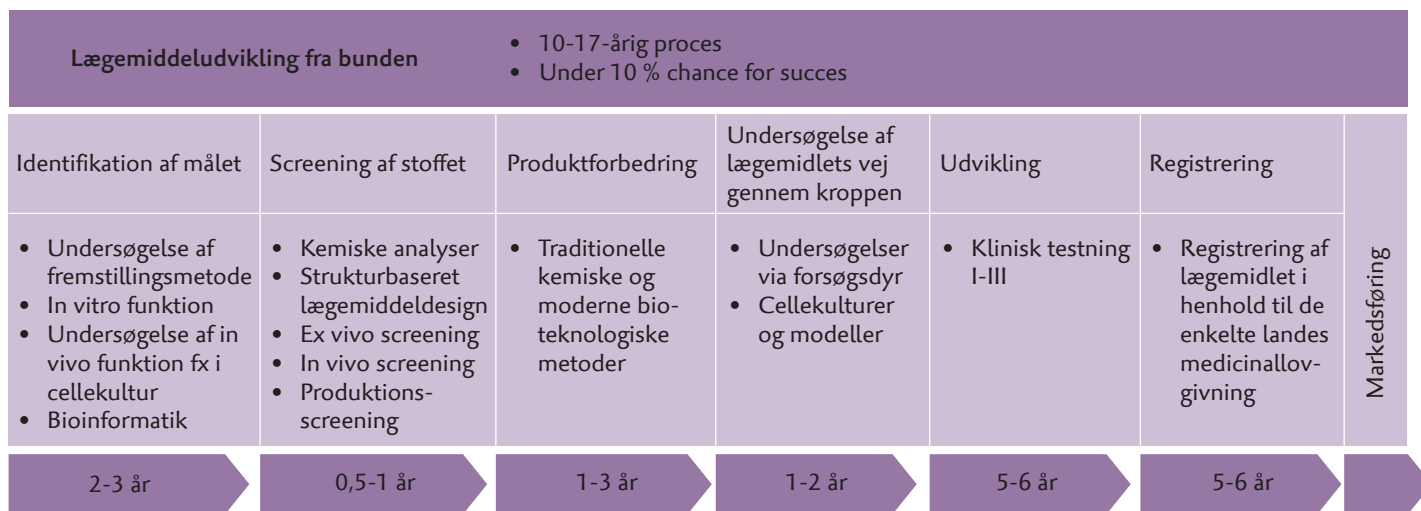 Lægemiddeludvikling fra bunden
• 10-17-årig proces
• Under 10 % chance for succes
Identifikation af målet
Screening af stoffet
Produktforbedring
Undersøgelse af
lægemidlets vej
gennem kroppen
Udvikling
Registrering
• Undersøgelse af
fremstillingsmetode
• In vitro funktion
• Undersøgelse af in
vivo funktion fx i
cellekultur
• Bioinformatik
• Kemiske analyser
• Strukturbaseret
lægemiddeldesign
• Ex vivo screening
• In vivo screening
• Produktions-
screening
• Traditionelle
kemiske og
moderne bio-
teknologiske
metoder
• Undersøgelser
via forsøgsdyr
• Cellekulturer
og modeller
• Klinisk testning
I-III
• Registrering af
lægemidlet i
henhold til de
enkelte landes
medicinallov-
givning
Markedsføring
2-3 år
0,5-1 år
1-3 år
1-2 år
5-6 år
5-6 år